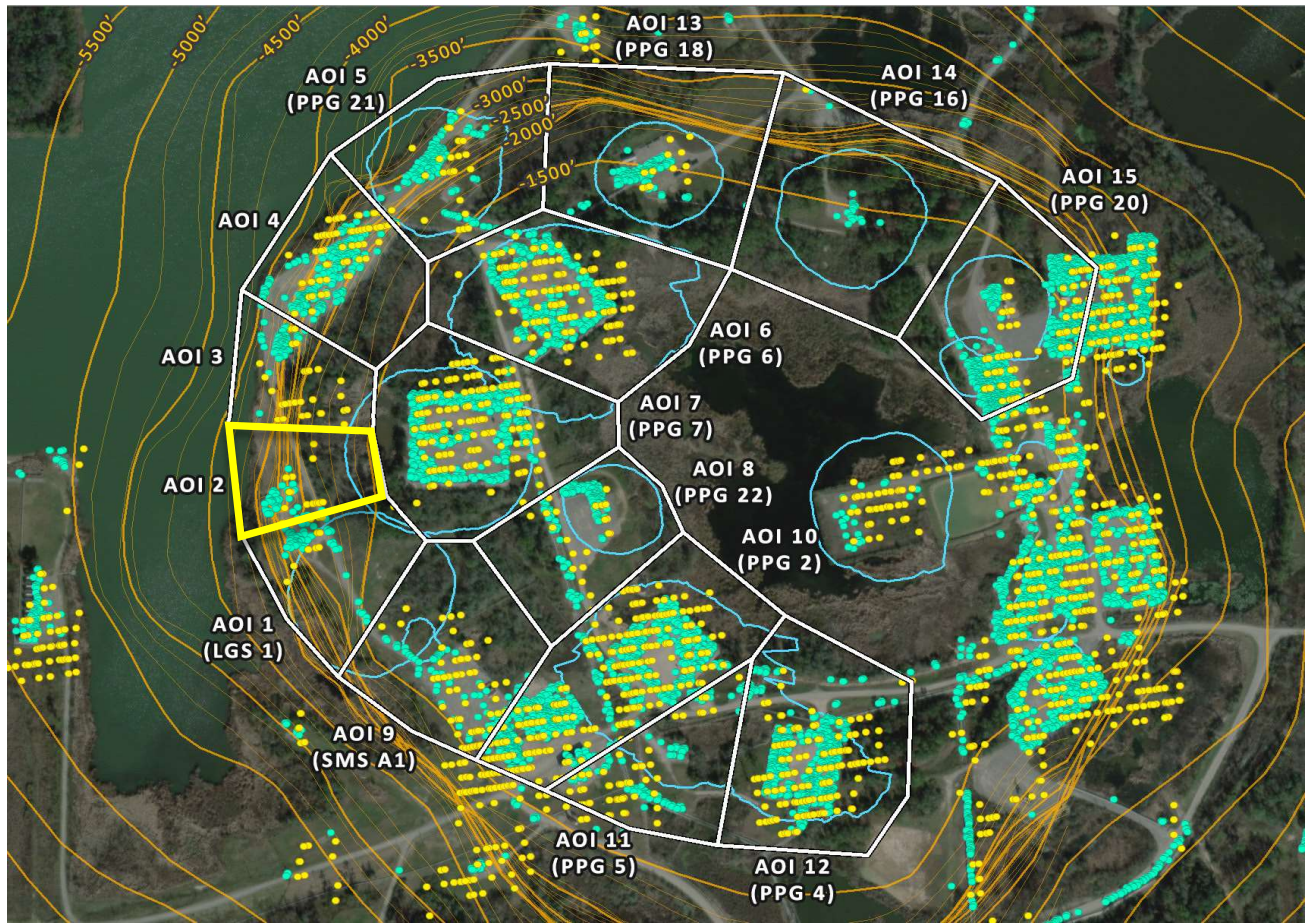 -5500'
-5000'
-4500'
-4000'
-3500'
-3000'
-2500'
-2000'
-1500'
AOI 13
(PPG 18)
AOI 5
(PPG 21)
AOI 14
(PPG 16)
AOI 15
(PPG 20)
AOI 4
AOI 3
AOI 6
(PPG 6)
AOI 7
(PPG 7)
AOI 2
AOI 8
(PPG 22)
AOI 10
(PPG 2)
AOI 1
(LGS 1)
AOI 9
(SMS A1)
AOI 11
(PPG 5)
AOI 12
(PPG 4)